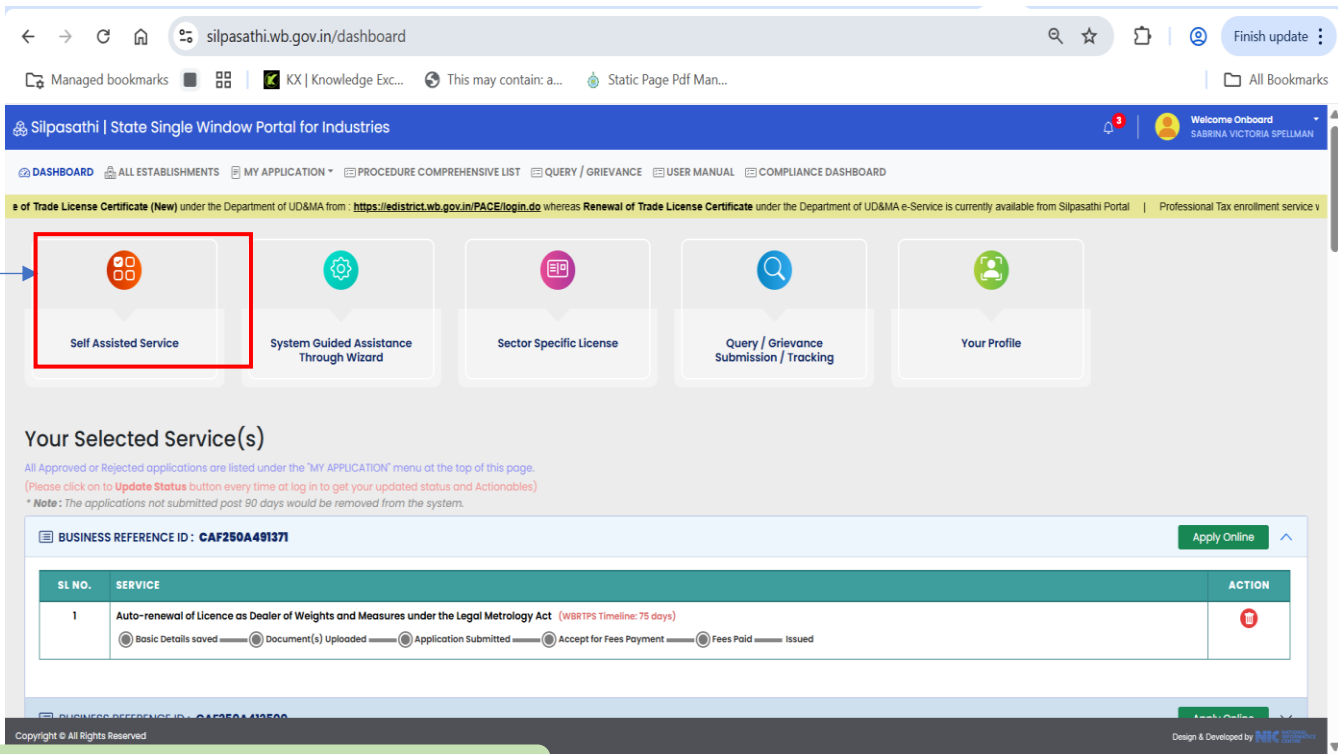 silpasathi.wb.gov.in/dashboard
Finish update
Managed bookmarks
KX | Knowledge Exc...
This may contain: a...
Static Page Pdf Man...
All Bookmarks
Silpasathi | State Single Window Portal for Industries
3
Welcome Onboard
SABRINA VICTORIA SPELLMAN
DASHBOARD
ALL ESTABLISHMENTS
MY APPLICATION
PROCEDURE COMPREHENSIVE LIST
QUERY / GRIEVANCE
USER MANUAL
COMPLIANCE DASHBOARD
e of Trade License Certificate (New) under the Department of UD&MA from : https://edistrict.wb.gov.in/PACE/login.do whereas Renewal of Trade License Certificate under the Department of UD&MA e-Service is currently available from Silpasathi Portal | Professional Tax enrollment service
Self Assisted Service
System Guided Assistance
Through Wizard
Sector Specific License
Query / Grievance
Submission / Tracking
Your Profile
Your Selected Service(s)
All Approved or Rejected applications are listed under the "MY APPLICATION" menu at the top of this page.
(Please click on to Update Status button every time at log in to get your updated status and Actionables)
* Note : The applications not submitted post 90 days would be removed from the system.
BUSINESS REFERENCE ID : CAF250A491371
Apply Online
SL NO.
SERVICE
ACTION
1
Auto-renewal of Licence as Dealer of Weights and Measures under the Legal Metrology Act (WBRTPS Timeline: 75 days)
Basic Details saved
Document(s) Uploaded
Application Submitted
Accept for Fees Payment
Fees Paid
Issued
BUSINESS REFERENCE ID :
Apply Online
Copyright © All Rights Reserved
Design & Developed by NIC